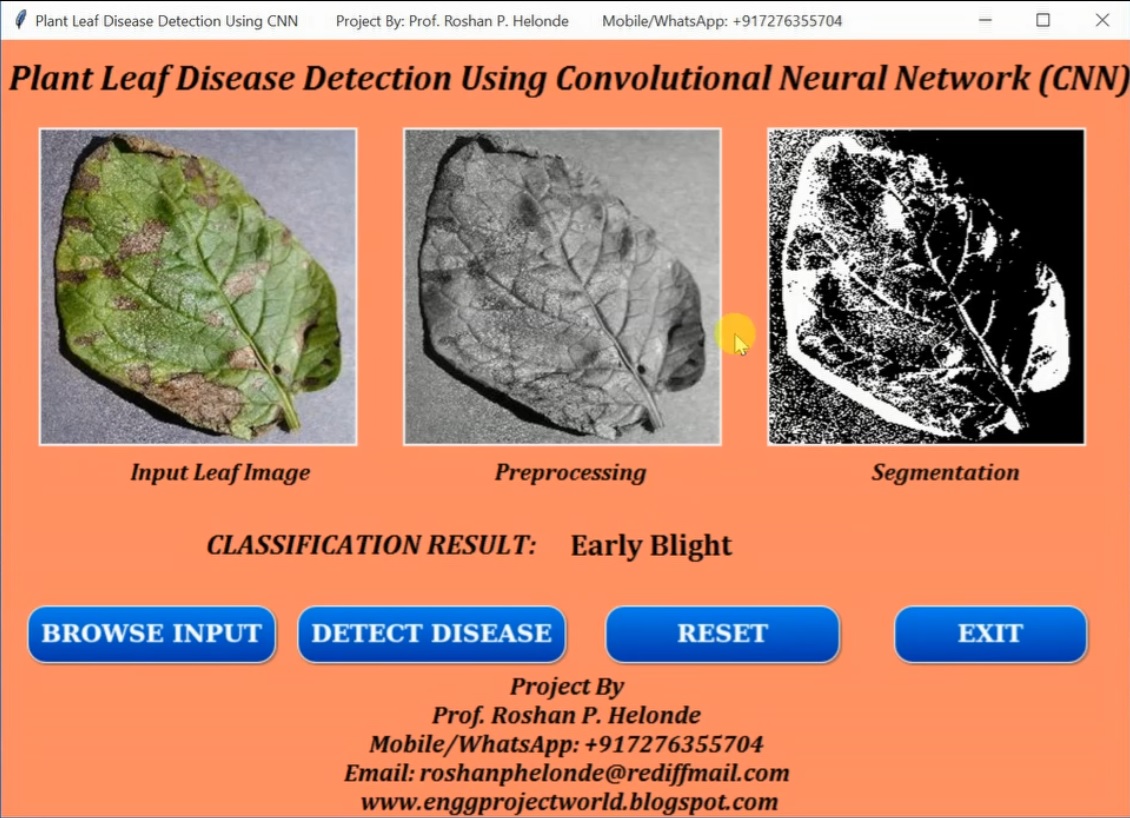 Plant Leaf Disease Detection Using CNN Project By: Prof. Roshan P. Helonde Mobile/WhatsApp: +917276355704
Plant Leaf Disease Detection Using Convolutional Neural Network (CNN)
Input Leaf Image Preprocessing Segmentation
CLASSIFICATION RESULT: Early Blight
BROWSE INPUT DETECT DISEASE RESET EXIT
Project By
Prof. Roshan P. Helonde
Mobile/WhatsApp: +917276355704
Email: roshanphelonde@rediffmail.com
www.enggprojectworld.blogspot.com